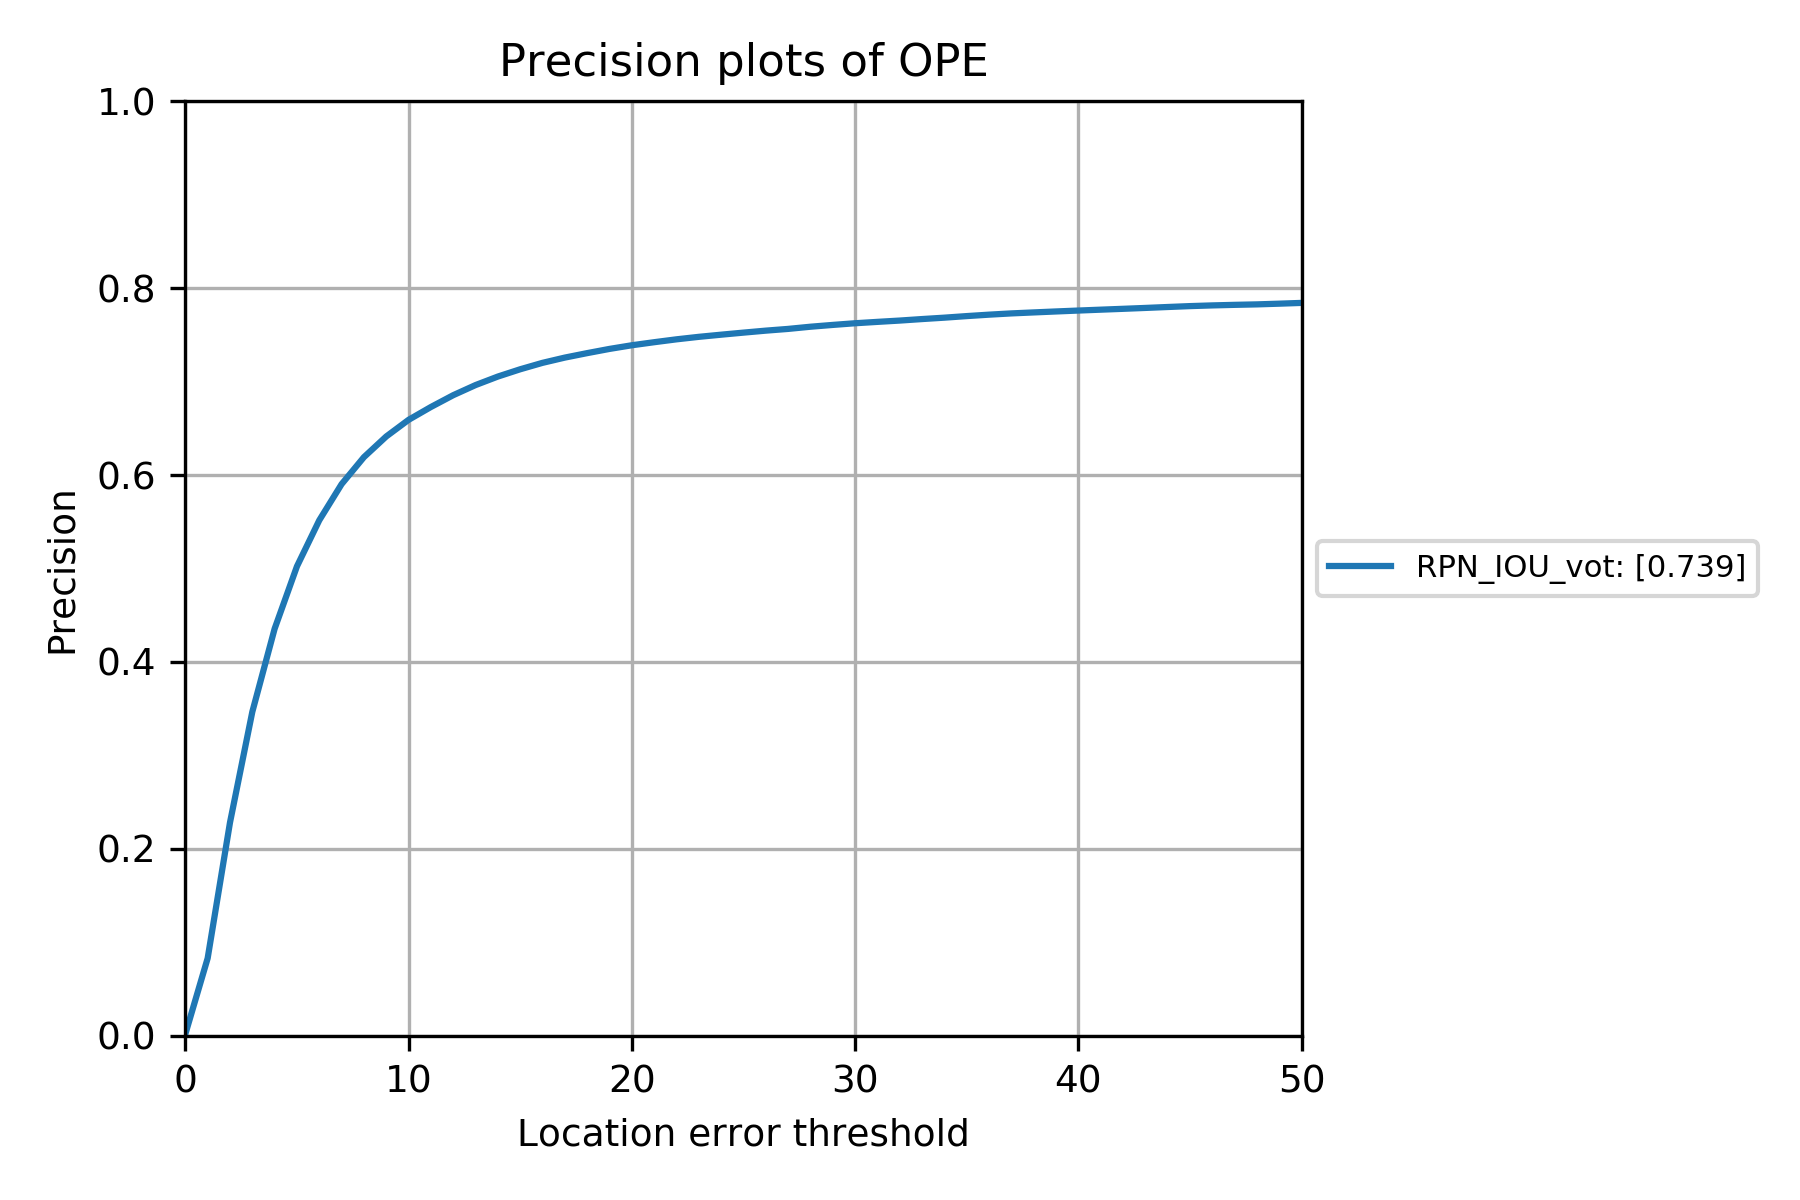 Precision plots of OPE
1.0
0.8
0.6
0.4
0.2
0.0
Precision
0 10 20 30 40 50
Location error threshold
RPN_IOU_vot: [0.739]